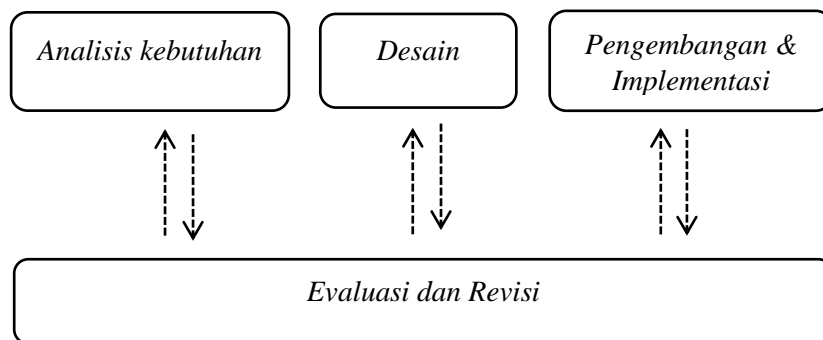 Analisis kebutuhan
Desain
Pengembangan &
Implementasi
Evaluasi dan Revisi